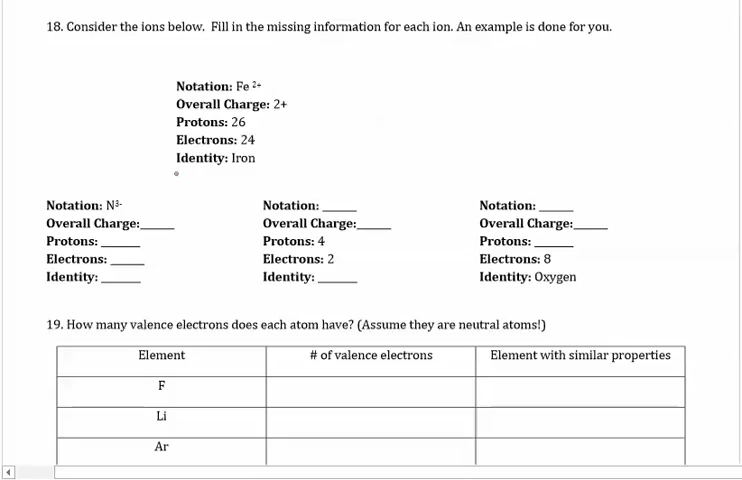 18. Consider the ions below.  Fill in the missing information for each ion. An example is done for you.
Notation: Fe ²⁺
Overall Charge: 2+
Protons: 26
Electrons: 24
Identity: Iron
Notation: N³⁻
Overall Charge:_____
Protons: ______
Electrons: _____
Identity: ______
Notation: _____
Overall Charge:_____
Protons: 4
Electrons: 2
Identity: ______
Notation: _____
Overall Charge:_____
Protons: ______
Electrons: 8
Identity: Oxygen
19. How many valence electrons does each atom have? (Assume they are neutral atoms!)
Element # of valence electrons Element with similar properties
F
Li
Ar